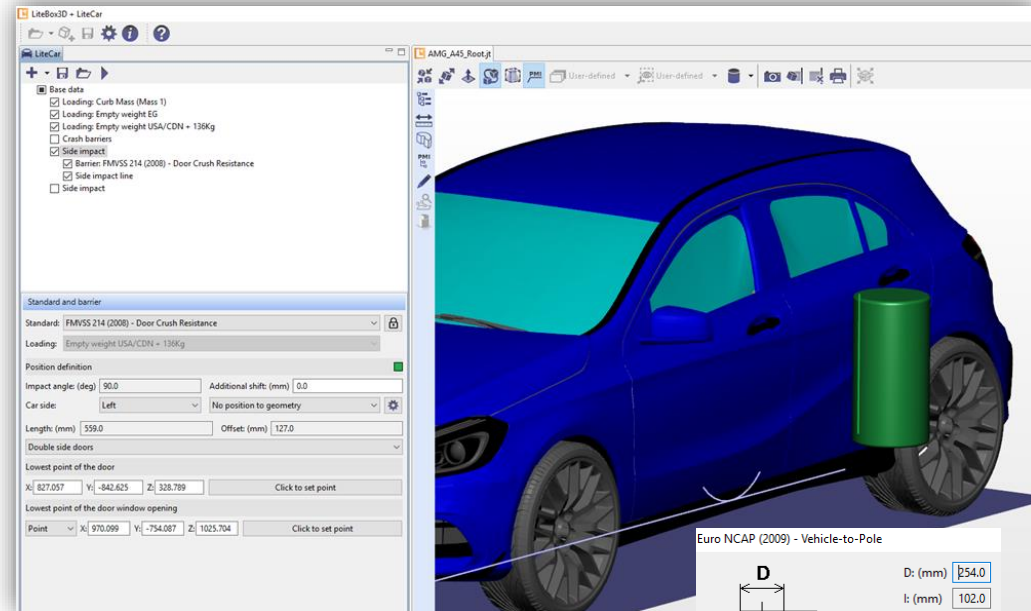 LiteBox3D + LiteCar
LiteCar
AMG_A45_Root.jt
PMI
User-defined
User-defined
Base data
Loading: Curb Mass (Mass 1)
Loading: Empty weight EG
Loading: Empty weight USA/CDN + 136Kg
Crash barriers
Side impact
Barrier: FMVSS 214 (2008) - Door Crush Resistance
Side impact line
Side impact
PMI
Standard and barrier
Standard: FMVSS 214 (2008) - Door Crush Resistance
Loading: Empty weight USA/CDN + 136Kg
Position definition
Impact angle: (deg) 90.0 Additional shift: (mm) 0.0
Car side: Left No position to geometry
Length: (mm) 559.0 Offset: (mm) 127.0
Double side doors
Lowest point of the door
X: 827.057 Y: -842.625 Z: 328.789 Click to set point
Lowest point of the door window opening
Point X: 970.099 Y: -754.087 Z: 1025.704 Click to set point
Euro NCAP (2009) - Vehicle-to-Pole
D
D: (mm) 254.0
l: (mm) 102.0